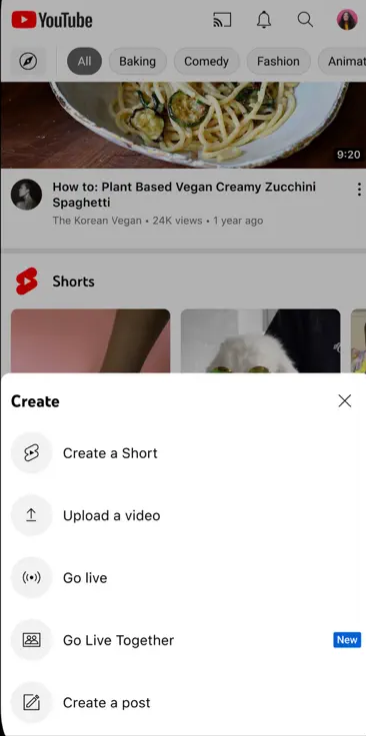 YouTube
All Baking Comedy Fashion Animat
9:20
How to: Plant Based Vegan Creamy Zucchini
Spaghetti
The Korean Vegan • 24K views • 1 year ago
Shorts
Create
Create a Short
Upload a video
Go live
Go Live Together New
Create a post